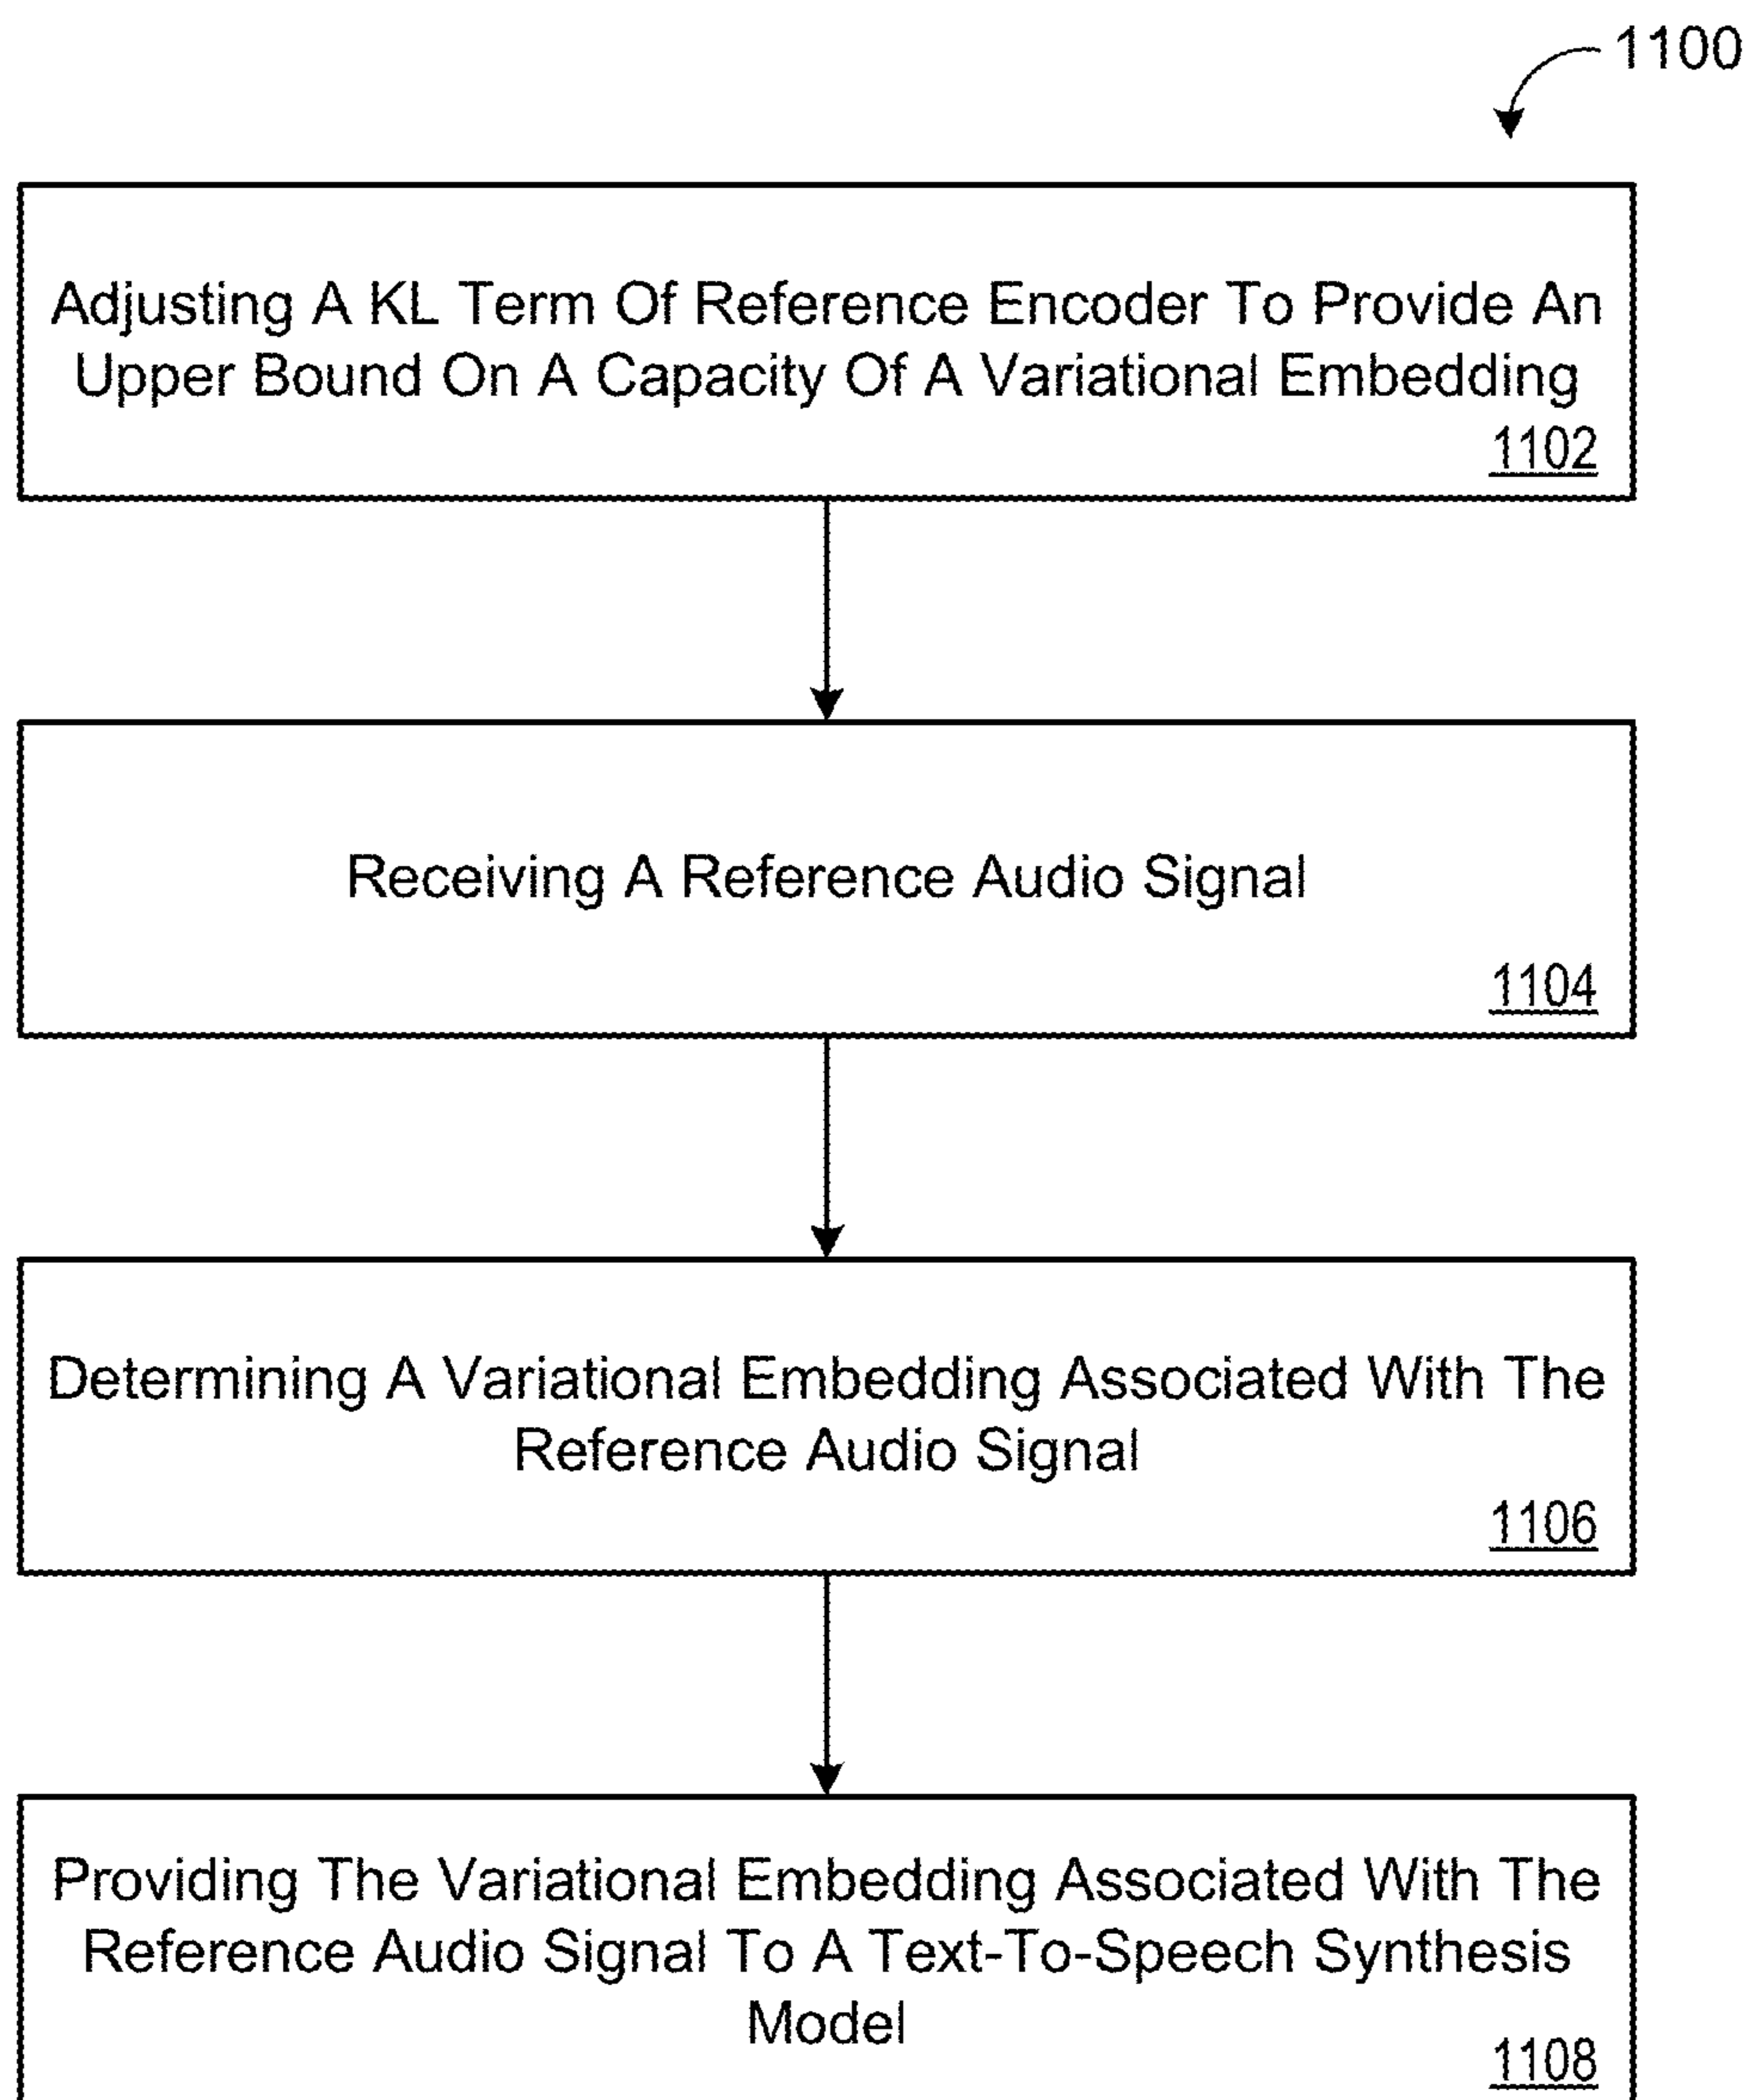 1100
Adjusting A KL Term Of Reference Encoder To Provide An
Upper Bound On A Capacity Of A Variational Embedding
1102
Receiving A Reference Audio Signal
1104
Determining A Variational Embedding Associated With The
Reference Audio Signal
1106
Providing The Variational Embedding Associated With The
Reference Audio Signal To A Text-To-Speech Synthesis
Model
1108